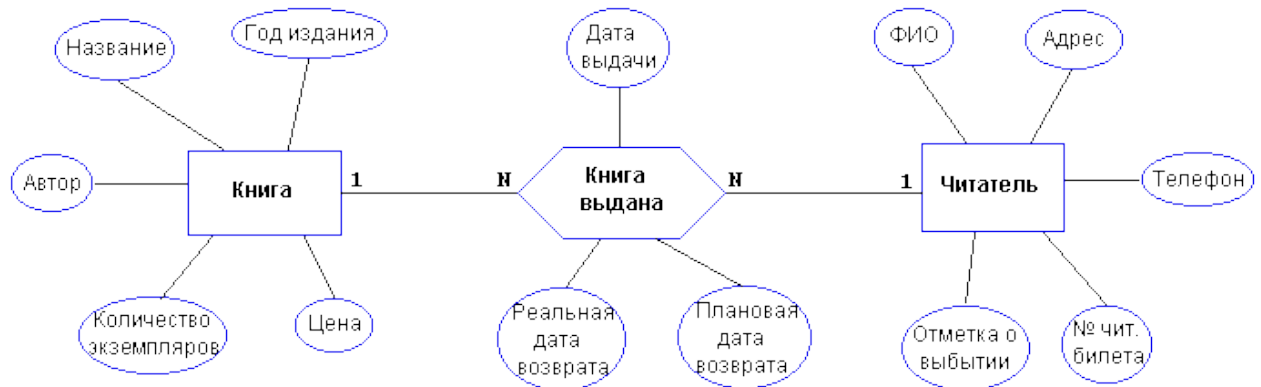 Название
Год издания
Дата
выдачи
ФИО
Адрес
Автор
Книга
1
N
Книга
выдана
N
1
Читатель
Телефон
Количество
экземпляров
Цена
Реальная
дата
возврата
Плановая
дата
возврата
Отметка о
выбытии
№ чит.
билета